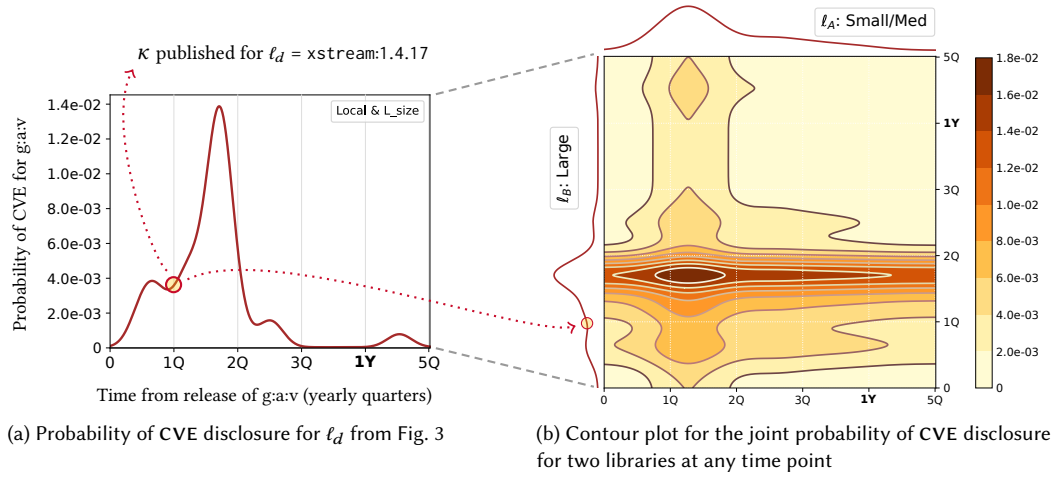 κ published for ℓd = xstream:1.4.17
Local & L_size
Probability of CVE for g:a:v
1.4e-02
1.2e-02
1.0e-02
8.0e-03
6.0e-03
4.0e-03
2.0e-03
0
0 1Q 2Q 3Q 1Y 5Q
Time from release of g:a:v (yearly quarters)
(a) Probability of CVE disclosure for ℓd from Fig. 3
ℓA: Small/Med
ℓB: Large
5Q
1Y
3Q
2Q
1Q
0
0 1Q 2Q 3Q 1Y 5Q
1.8e-02
1.6e-02
1.4e-02
1.2e-02
1.0e-02
8.0e-03
6.0e-03
4.0e-03
2.0e-03
0
(b) Contour plot for the joint probability of CVE disclosure
for two libraries at any time point